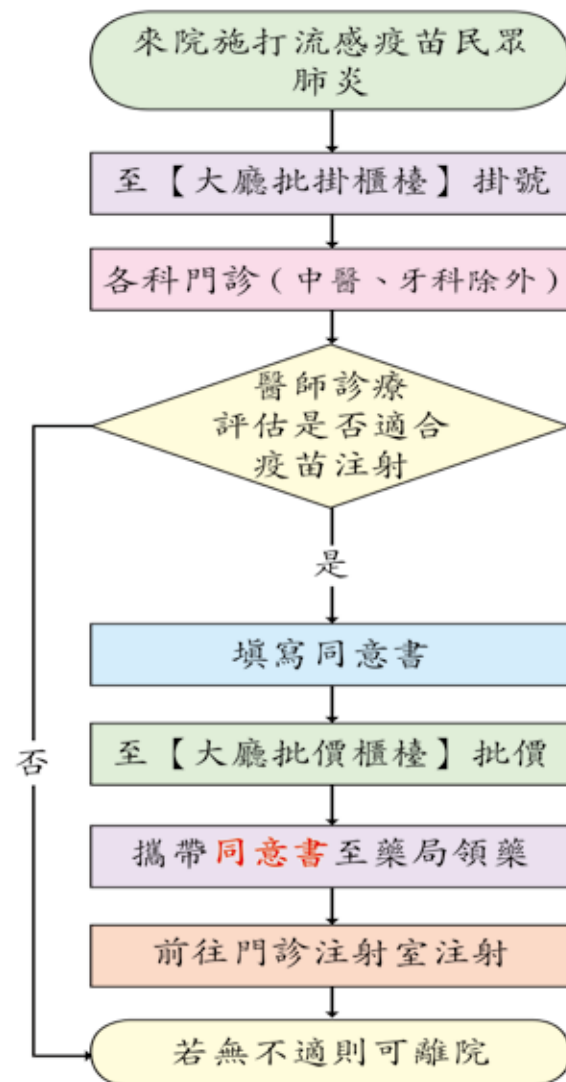 來院施打流感疫苗民眾
肺炎
至【大廳批掛櫃檯】掛號
各科門診(中醫、牙科除外)
醫師診療
評估是否適合
疫苗注射
是
填寫同意書
否
至【大廳批價櫃檯】批價
攜帶同意書至藥局領藥
前往門診注射室注射
若無不適則可離院